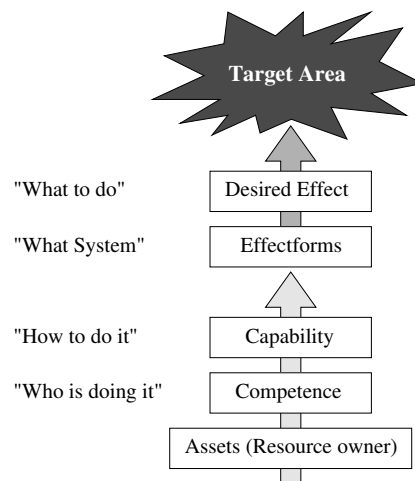 Target Area
"What to do" Desired Effect
"What System" Effectforms
"How to do it" Capability
"Who is doing it" Competence
Assets (Resource owner)